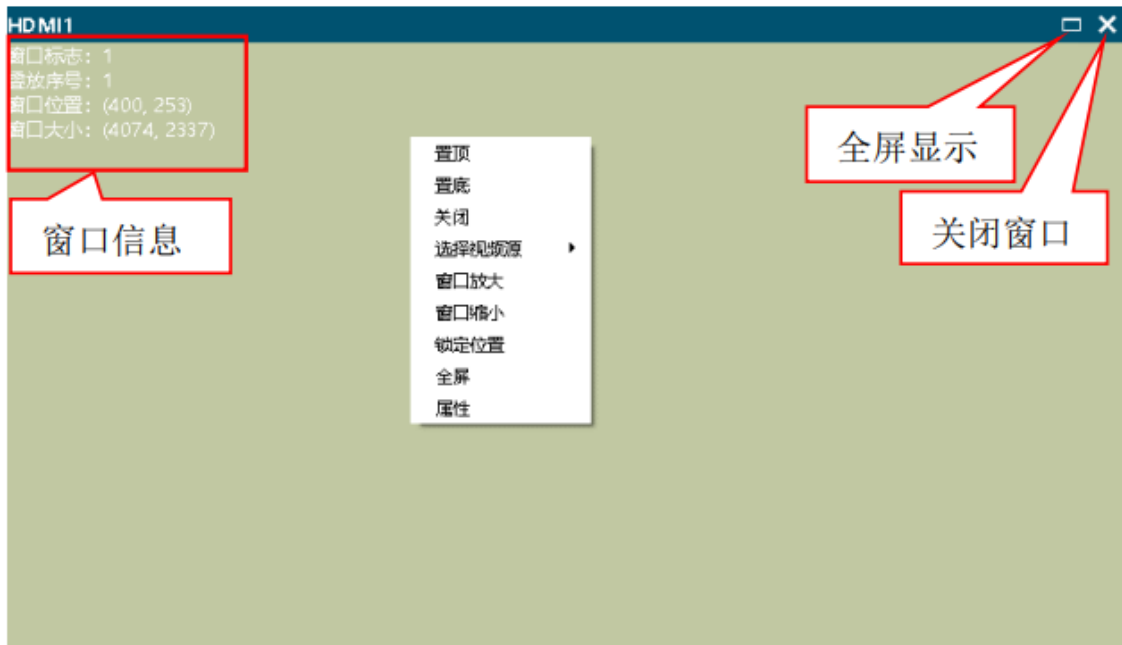 HDMI1
窗口标志：1
叠放序号：1
窗口位置：(400, 253)
窗口大小：(4074, 2337)
窗口信息
置顶
置底
关闭
选择视频源
窗口放大
窗口缩小
锁定位置
全屏
属性
全屏显示
关闭窗口